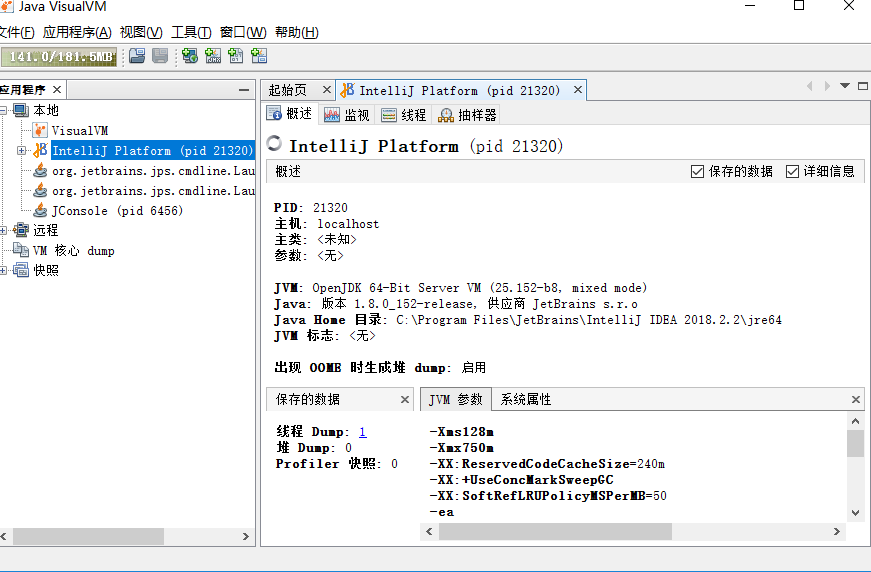 Java VisualVM
文件(F) 应用程序(A) 视图(V) 工具(T) 窗口(W) 帮助(H)
141.0/181.5MB
应用程序
本地
VisualVM
IntelliJ Platform (pid 21320)
org.jetbrains.jps.cmdline.Lau
org.jetbrains.jps.cmdline.Lau
JConsole (pid 6456)
远程
VM 核心 dump
快照
起始页 IntelliJ Platform (pid 21320)
概述 监视 线程 抽样器
IntelliJ Platform (pid 21320)
概述 保存的数据 详细信息
PID: 21320
主机: localhost
主类: <未知>
参数: <无>
JVM: OpenJDK 64-Bit Server VM (25.152-b8, mixed mode)
Java: 版本 1.8.0_152-release, 供应商 JetBrains s.r.o
Java Home 目录: C:\Program Files\JetBrains\IntelliJ IDEA 2018.2.2\jre64
JVM 标志: <无>
出现 OOME 时生成堆 dump: 启用
保存的数据
线程 Dump: 1
堆 Dump: 0
Profiler 快照: 0
JVM 参数 系统属性
-Xms128m
-Xmx750m
-XX:ReservedCodeCacheSize=240m
-XX:+UseConcMarkSweepGC
-XX:SoftRefLRUPolicyMSPerMB=50
-ea